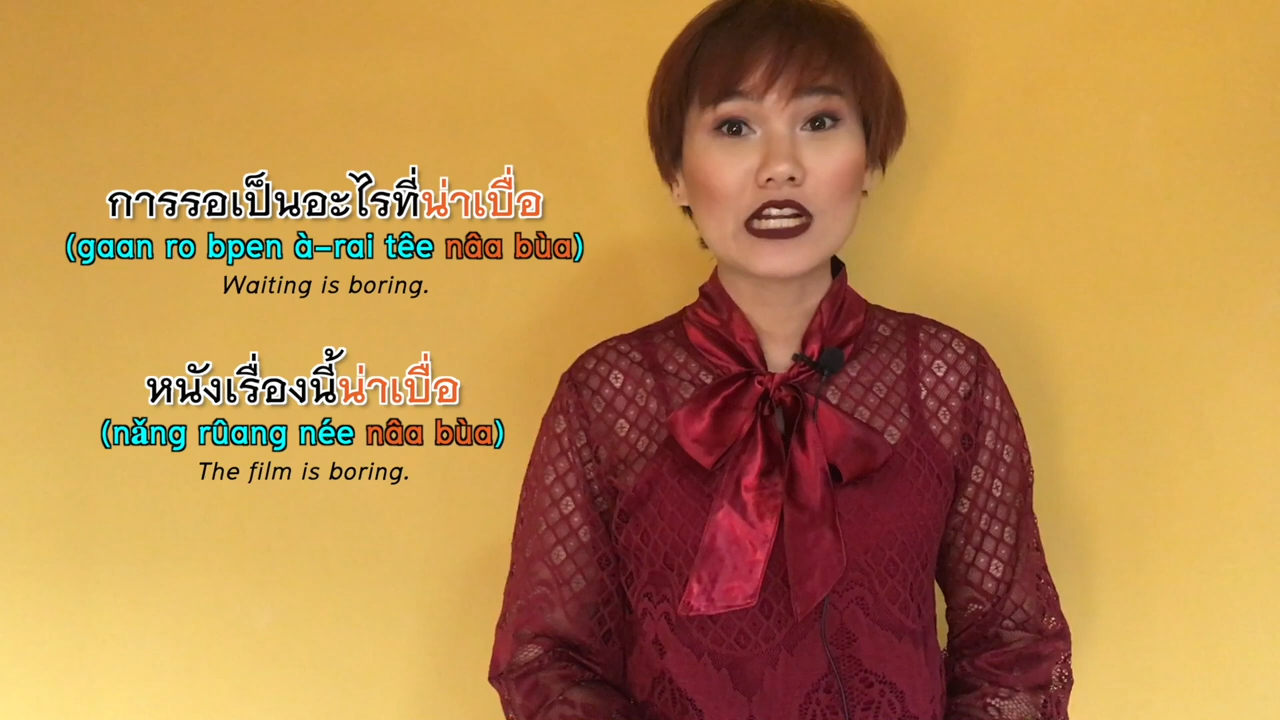 การรอเป็นอะไรที่น่าเบื่อ
(gaan ro bpen à-rai têe nâa bùa)
Waiting is boring.
หนังเรื่องนี้น่าเบื่อ
(nǎng rûang née nâa bùa)
The film is boring.